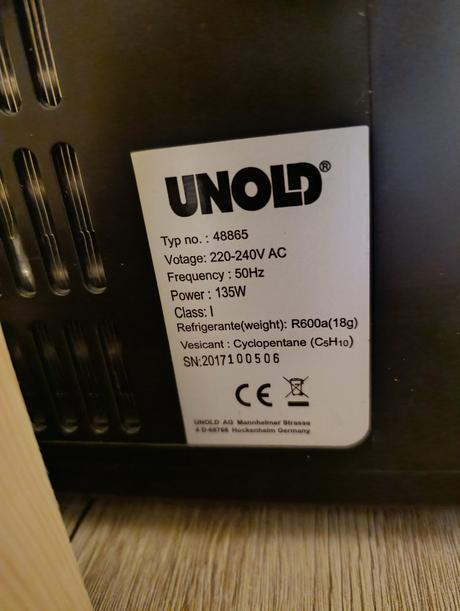 UNOLD®
Typ no. : 48865
Votage: 220-240V AC
Frequency : 50Hz
Power : 135W
Class: I
Refrigerante(weight): R600a(18g)
Vesicant : Cyclopentane (C₅H₁₀)
SN:2017100506
CE
UNOLD AG Mannheimer Strasse
4 D-68766 Hockenheim Germany